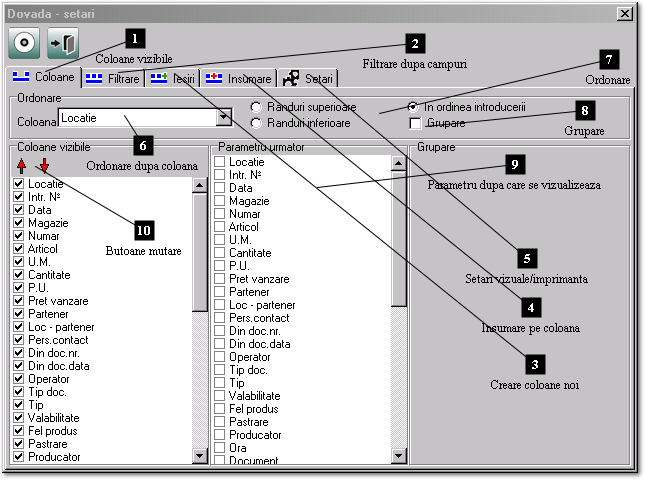 Dovada - setari
1
Coloane vizibile
2
Filtrare dupa campuri
7
Ordonare
Coloane
Filtrare
Iesiri
Insumare
Setari
Ordonare
Coloana
Locatie
Randuri superioare
Randuri inferioare
In ordinea introducerii
Grupare
8
Grupare
6
Ordonare dupa coloana
Coloane vizibile
Parametru urmator
Grupare
9
Parametru dupa care se vizualizeaza
10
Butoane mutare
5
Setari vizuale/imprimanta
4
Insumare pe coloana
3
Creare coloane noi
Locatie
Intr. №
Data
Magazie
Numar
Articol
U.M.
Cantitate
P.U.
Pret vanzare
Partener
Loc - partener
Pers.contact
Din doc.nr.
Din doc.data
Operator
Tip doc.
Tip
Valabilitate
Fel produs
Pastrare
Producator
Locatie
Intr. №
Data
Magazie
Numar
Articol
U.M.
Cantitate
P.U.
Pret vanzare
Partener
Loc - partener
Pers.contact
Din doc.nr.
Din doc.data
Operator
Tip doc.
Tip
Valabilitate
Fel produs
Pastrare
Producator
Ora
Document